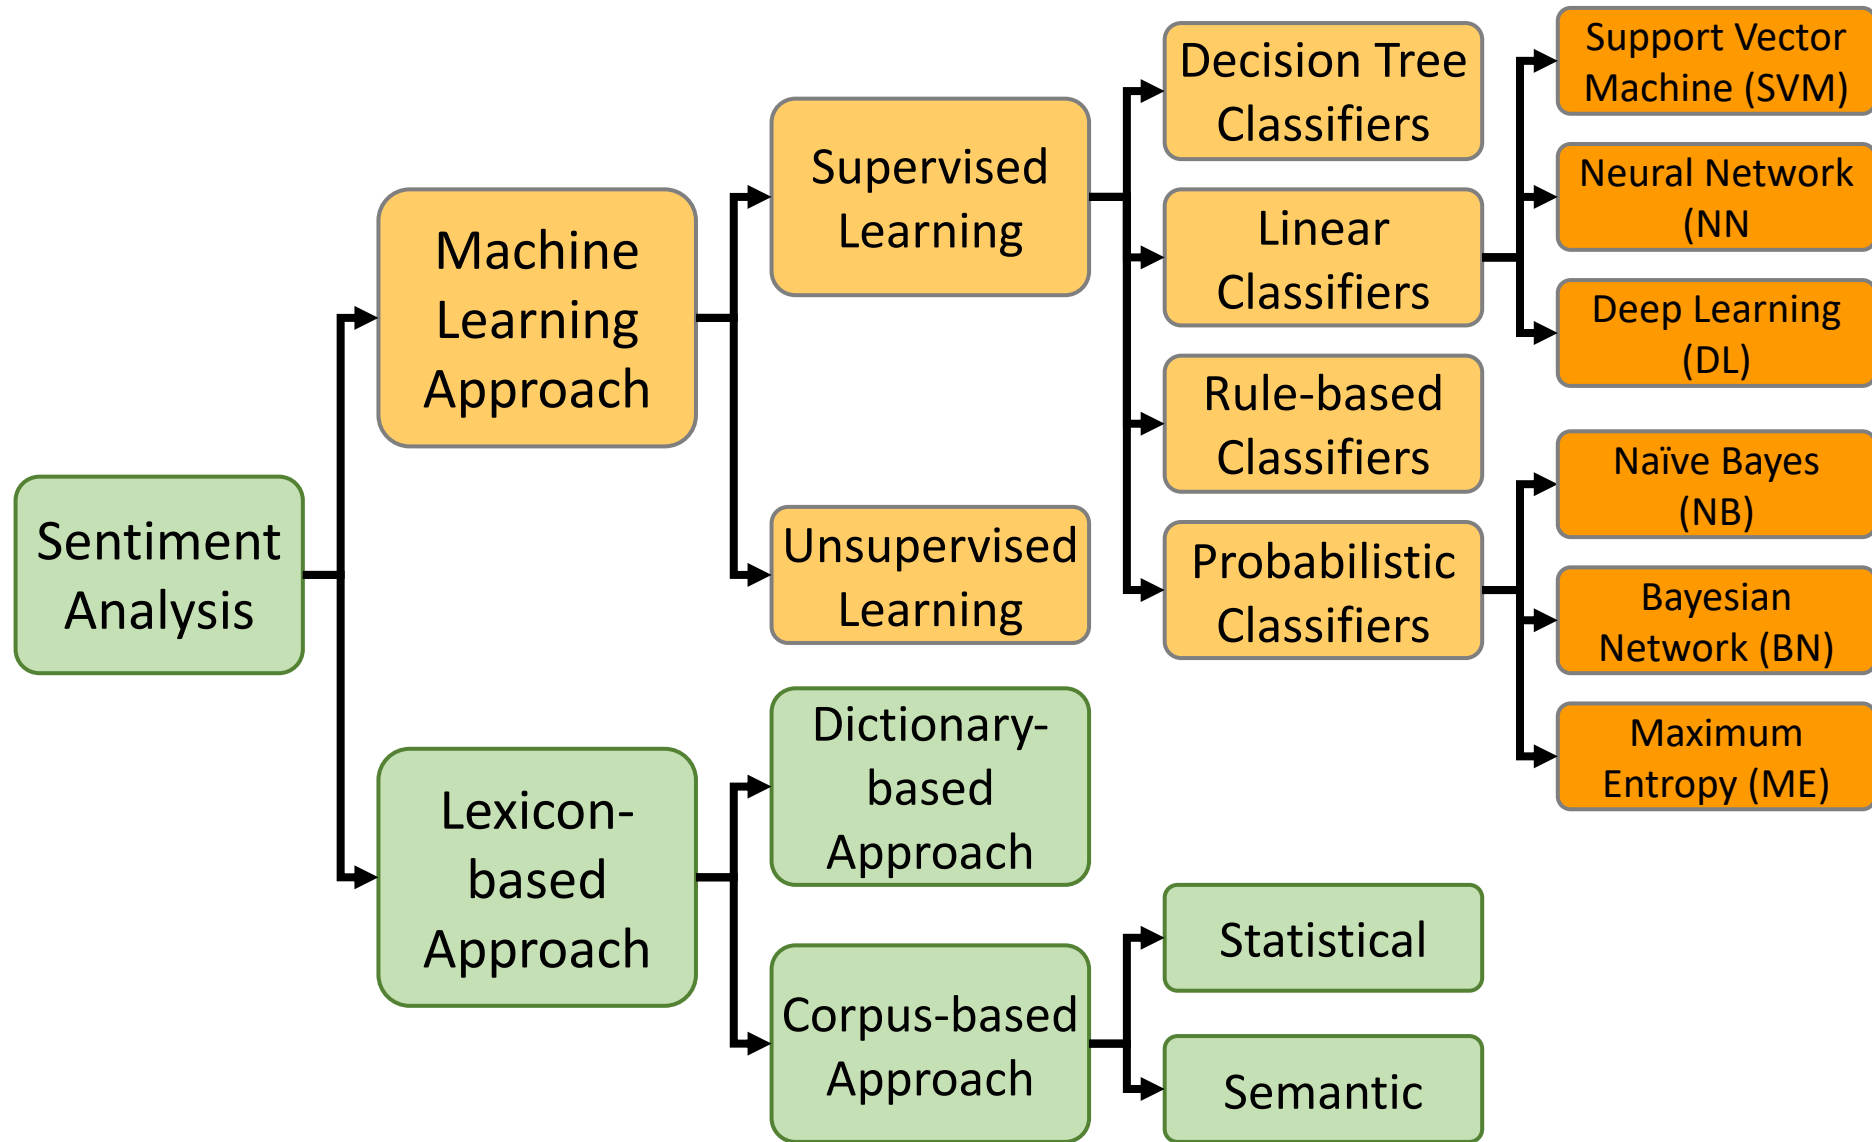 Sentiment
Analysis
Machine
Learning
Approach
Lexicon-
based
Approach
Supervised
Learning
Unsupervised
Learning
Dictionary-
based
Approach
Corpus-based
Approach
Decision Tree
Classifiers
Linear
Classifiers
Rule-based
Classifiers
Probabilistic
Classifiers
Statistical
Semantic
Support Vector
Machine (SVM)
Neural Network
(NN
Deep Learning
(DL)
Naïve Bayes
(NB)
Bayesian
Network (BN)
Maximum
Entropy (ME)